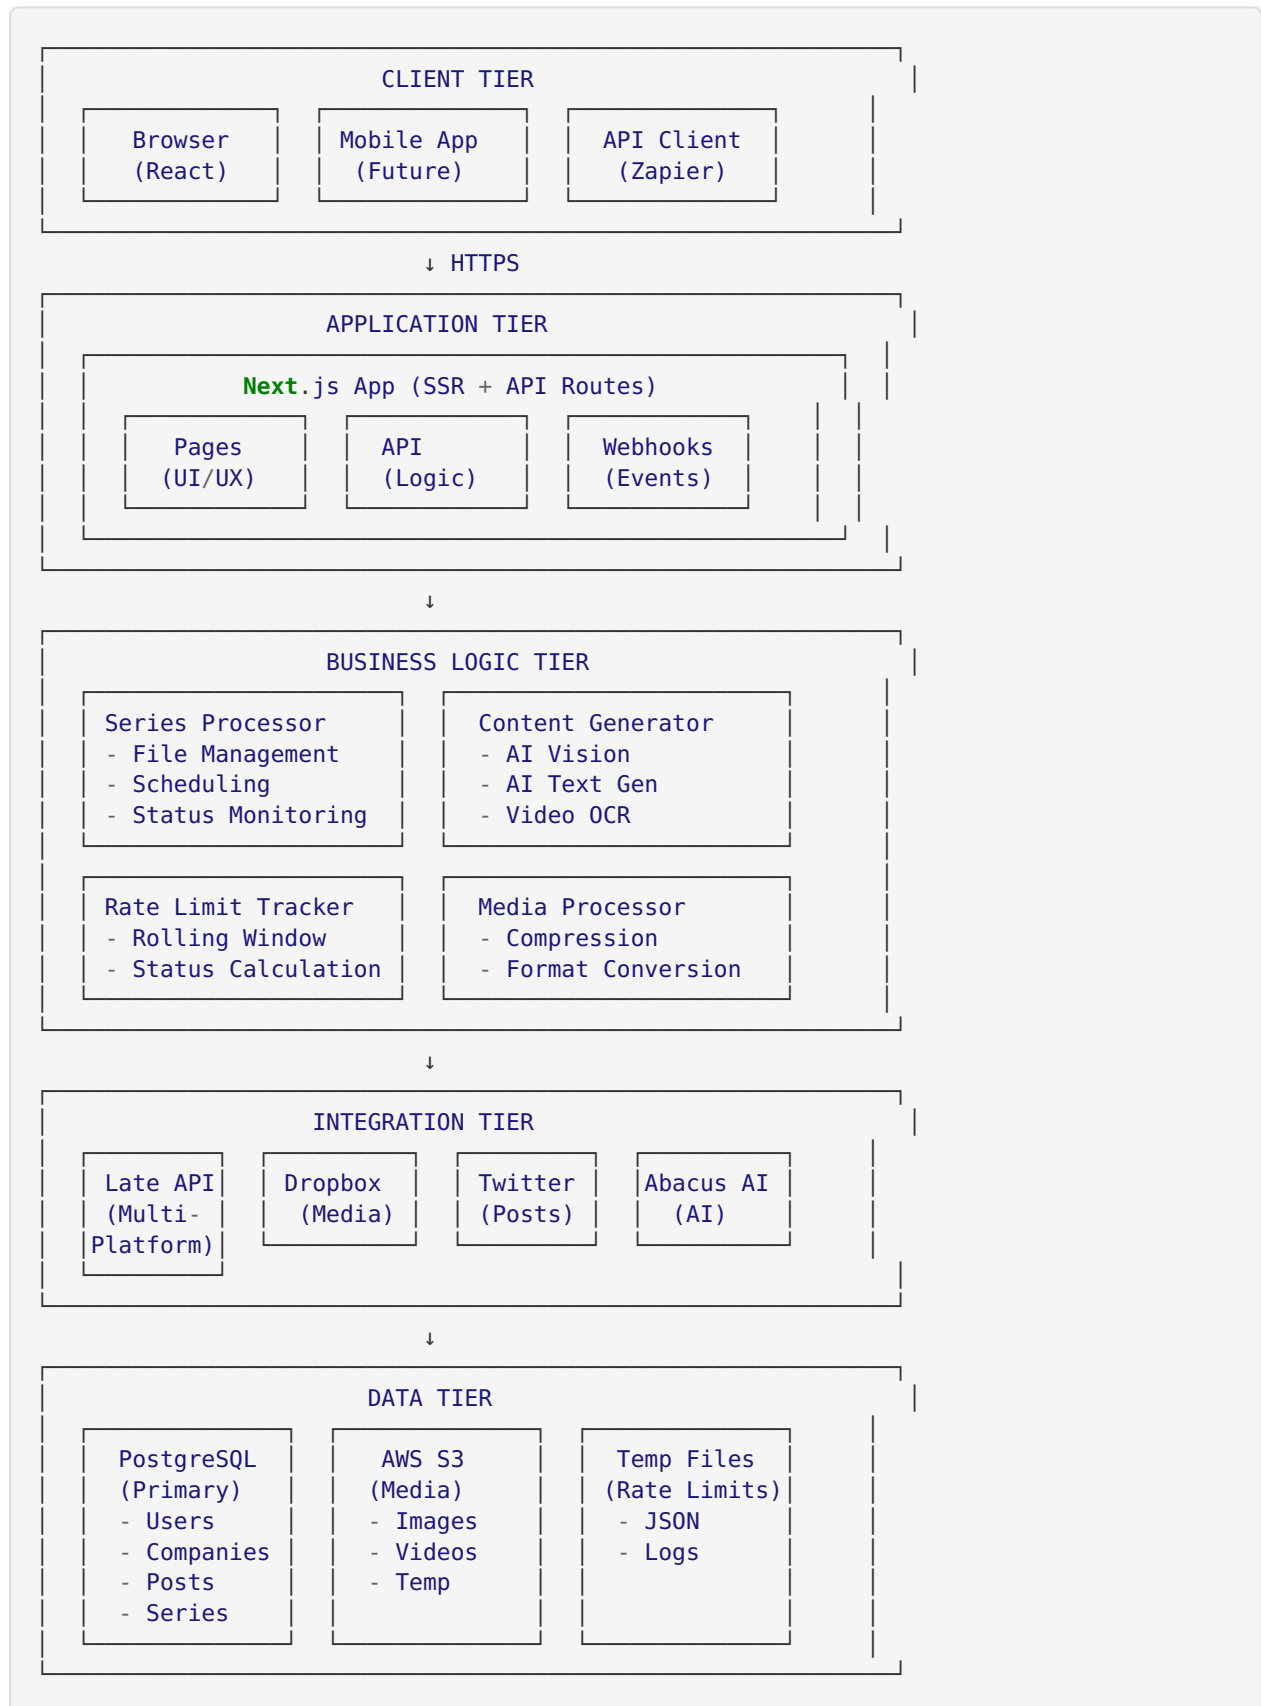 CLIENT TIER
Browser Mobile App API Client
(React) (Future) (Zapier)
↓ HTTPS
APPLICATION TIER
Next.js App (SSR + API Routes)
Pages API Webhooks
(UI/UX) (Logic) (Events)
↓
BUSINESS LOGIC TIER
Series Processor Content Generator
- File Management - AI Vision
- Scheduling - AI Text Gen
- Status Monitoring - Video OCR
Rate Limit Tracker Media Processor
- Rolling Window - Compression
- Status Calculation - Format Conversion
↓
INTEGRATION TIER
Late API Dropbox Twitter Abacus AI
(Multi- (Media) (Posts) (AI)
Platform)
↓
DATA TIER
PostgreSQL AWS S3 Temp Files
(Primary) (Media) (Rate Limits)
- Users - Images - JSON
- Companies - Videos - Logs
- Posts - Temp
- Series